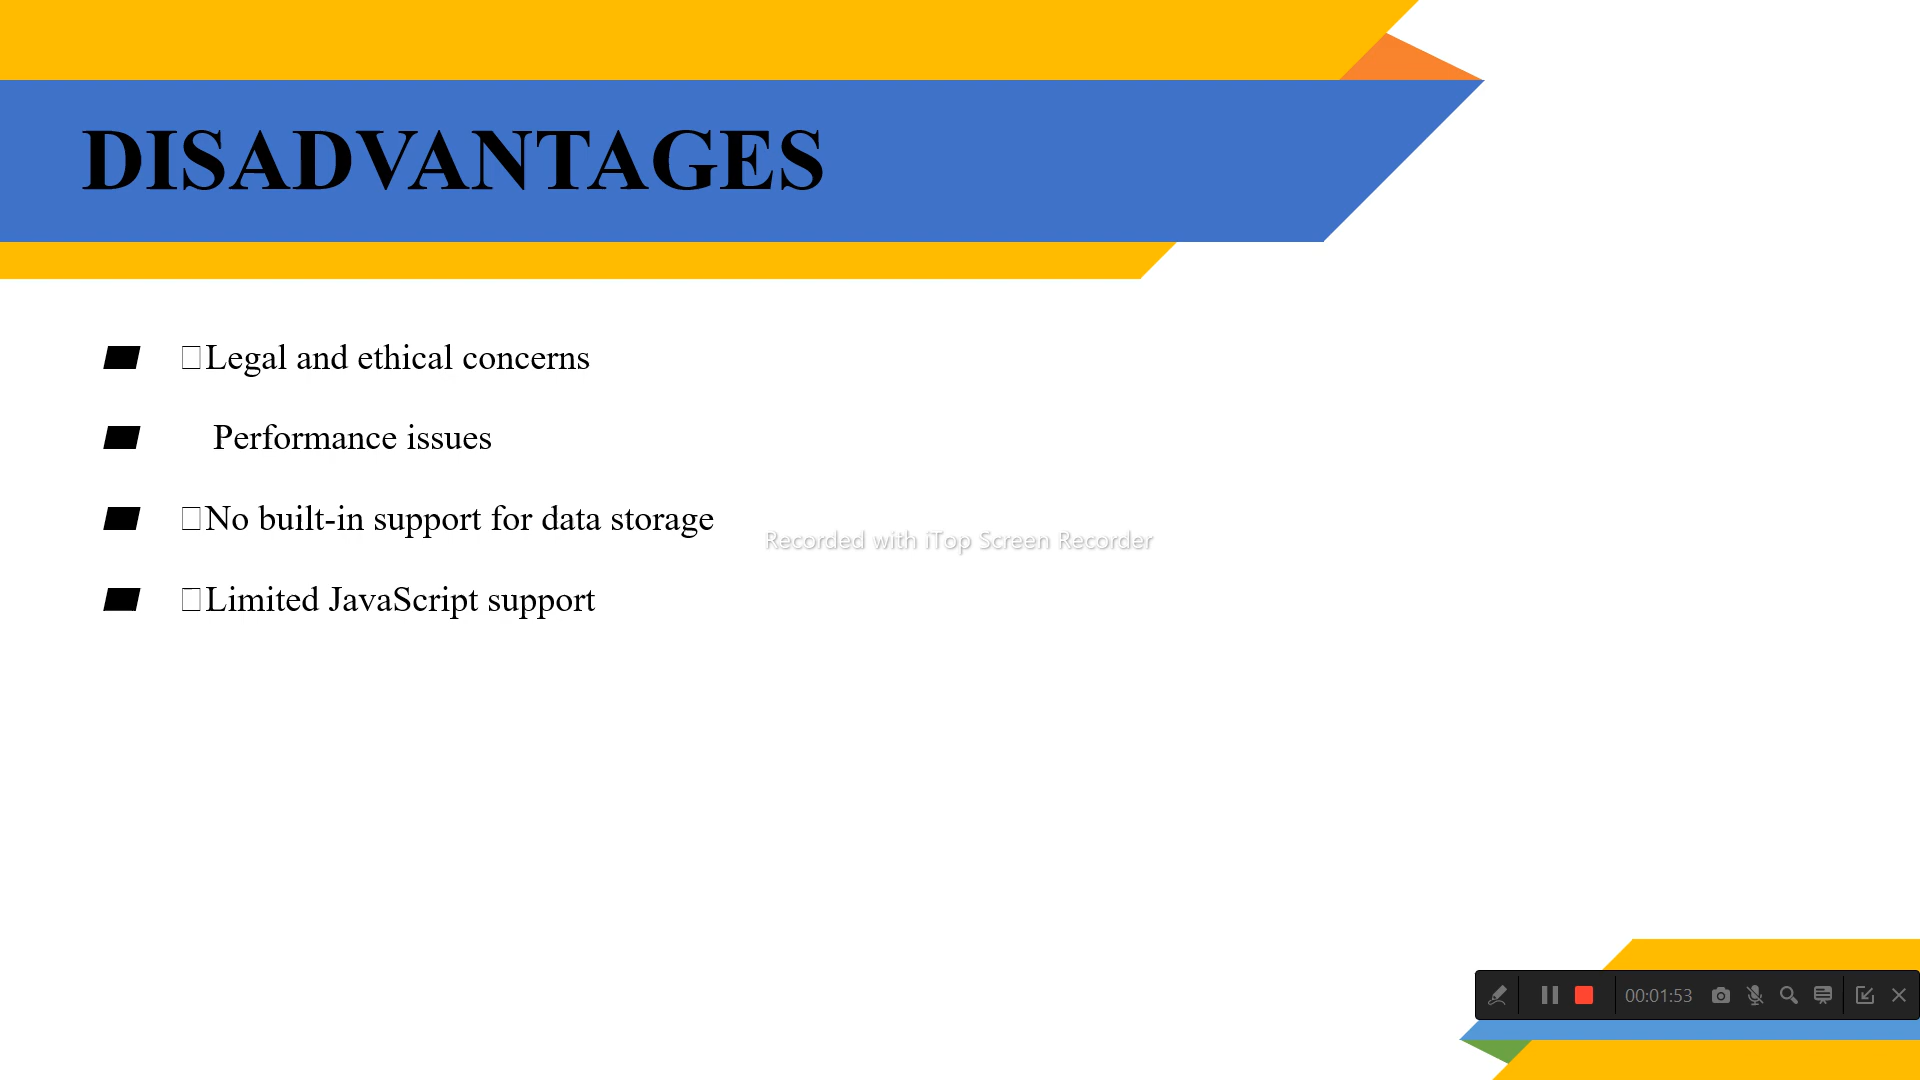 DISADVANTAGES
Legal and ethical concerns
Performance issues
No built-in support for data storage
Recorded with iTop Screen Recorder
Limited JavaScript support
00:01:53